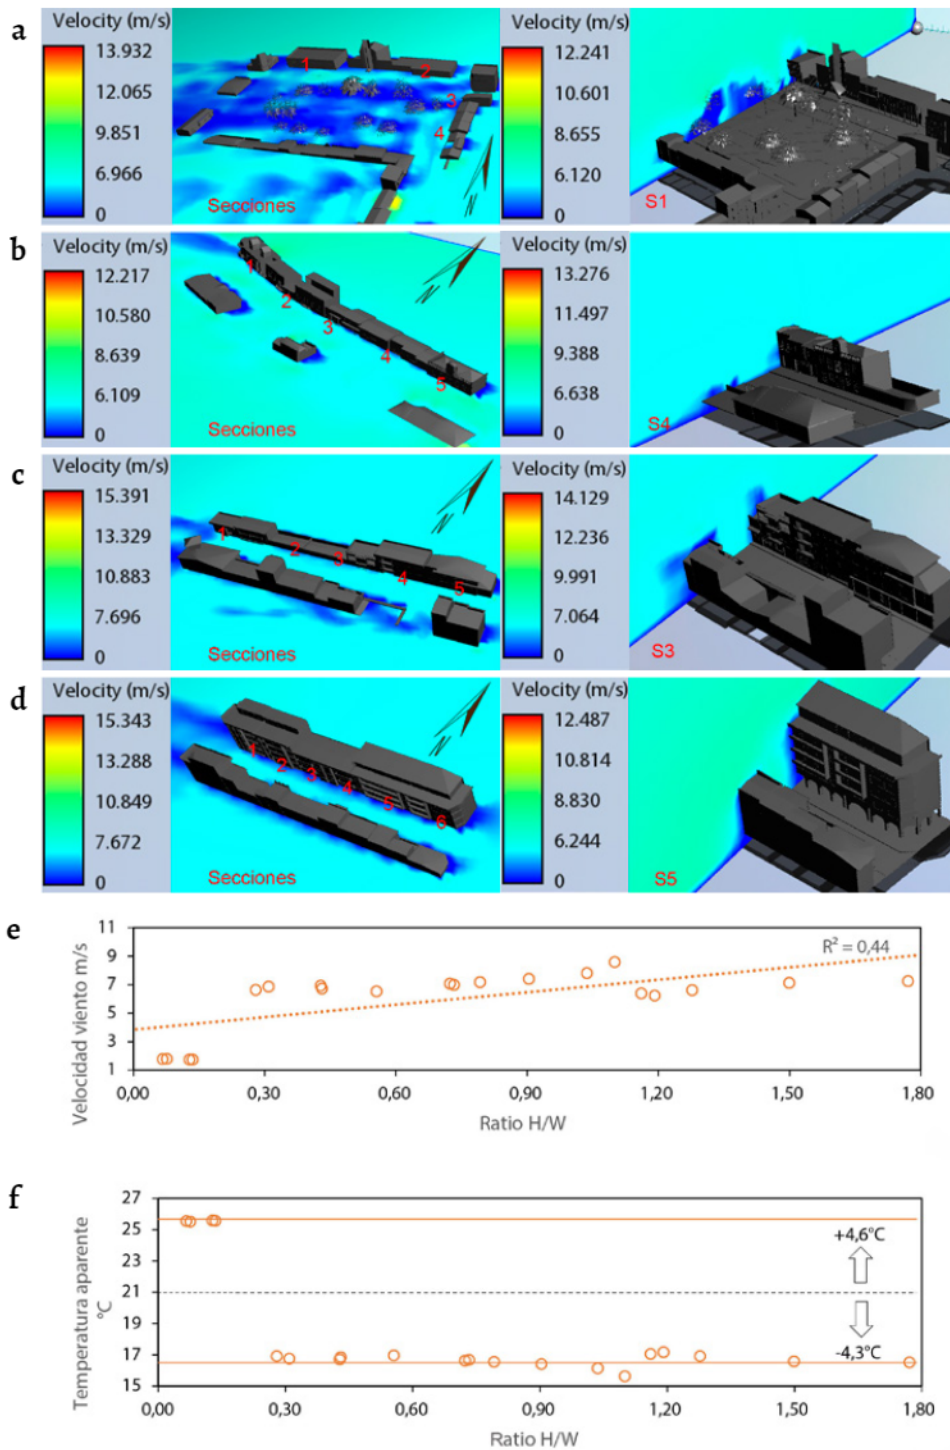 a
Velocity (m/s)
13.932
12.065
9.851
6.966
0
1
2
3
4
Secciones
Velocity (m/s)
12.241
10.601
8.655
6.120
0
S1
b
Velocity (m/s)
12.217
10.580
8.639
6.109
0
1
2
3
4
5
N
Secciones
Velocity (m/s)
13.276
11.497
9.388
6.638
0
S4
c
Velocity (m/s)
15.391
13.329
10.883
7.696
0
1
2
3
4
5
N
Secciones
Velocity (m/s)
14.129
12.236
9.991
7.064
0
S3
d
Velocity (m/s)
15.343
13.288
10.849
7.672
0
1
2
3
4
5
6
N
Secciones
Velocity (m/s)
12.487
10.814
8.830
6.244
0
S5
e
Velocidad viento m/s
11
9
7
5
3
1
R² = 0,44
0,00 0,30 0,60 0,90 1,20 1,50 1,80
Ratio H/W
f
Temperatura aparente
°C
27
25
23
21
19
17
15
+4,6°C
-4,3°C
0,00 0,30 0,60 0,90 1,20 1,50 1,80
Ratio H/W